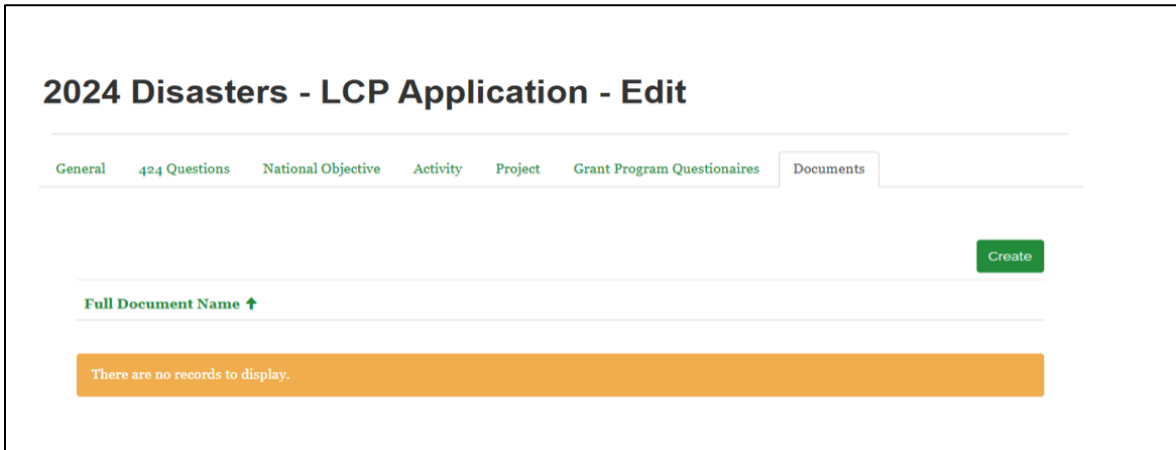 2024 Disasters - LCP Application - Edit
General 424 Questions National Objective Activity Project Grant Program Questionaires Documents
Create
Full Document Name ↑
There are no records to display.